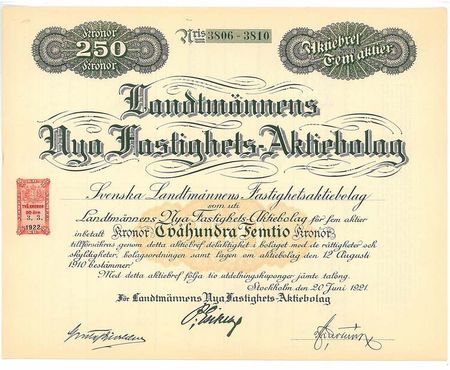 Kronor
250
Kronor
Nris 3806 - 3810
Aktiebref
Fem aktier
Landtmännens
Nya Fastighets-Aktiebolag
Svenska Landtmännens Fastighetsaktiebolag
som uti
Landtmännens Nya Fastighets-Aktiebolag för fem aktier
inbetalt Kronor Tvåhundra Femtio Kronor
tillförsäkras genom detta aktiebref delaktighet i bolaget med de rättigheter och
skyldigheter, bolagsordningen samt lagen om aktiebolag den 12 Augusti
1910 bestämmer.
Med detta aktiebref följa tio utdelningskuponger jämte talong.
Stockholm den 20 Juni 1921.
För Landtmännens Nya Fastighets-Aktiebolag
3. 3.
1922